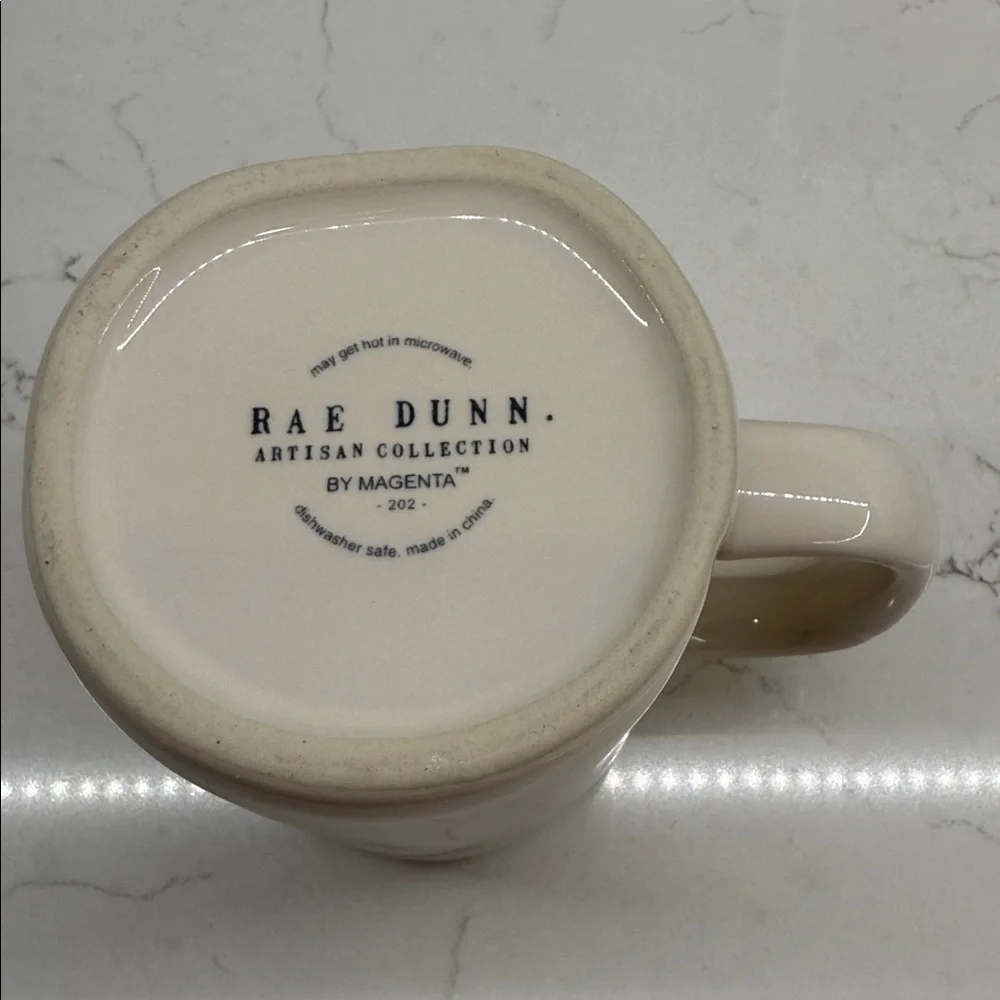 may get hot in microwave.
RAE DUNN.
ARTISAN COLLECTION
BY MAGENTA™
- 202 -
dishwasher safe. made in china.